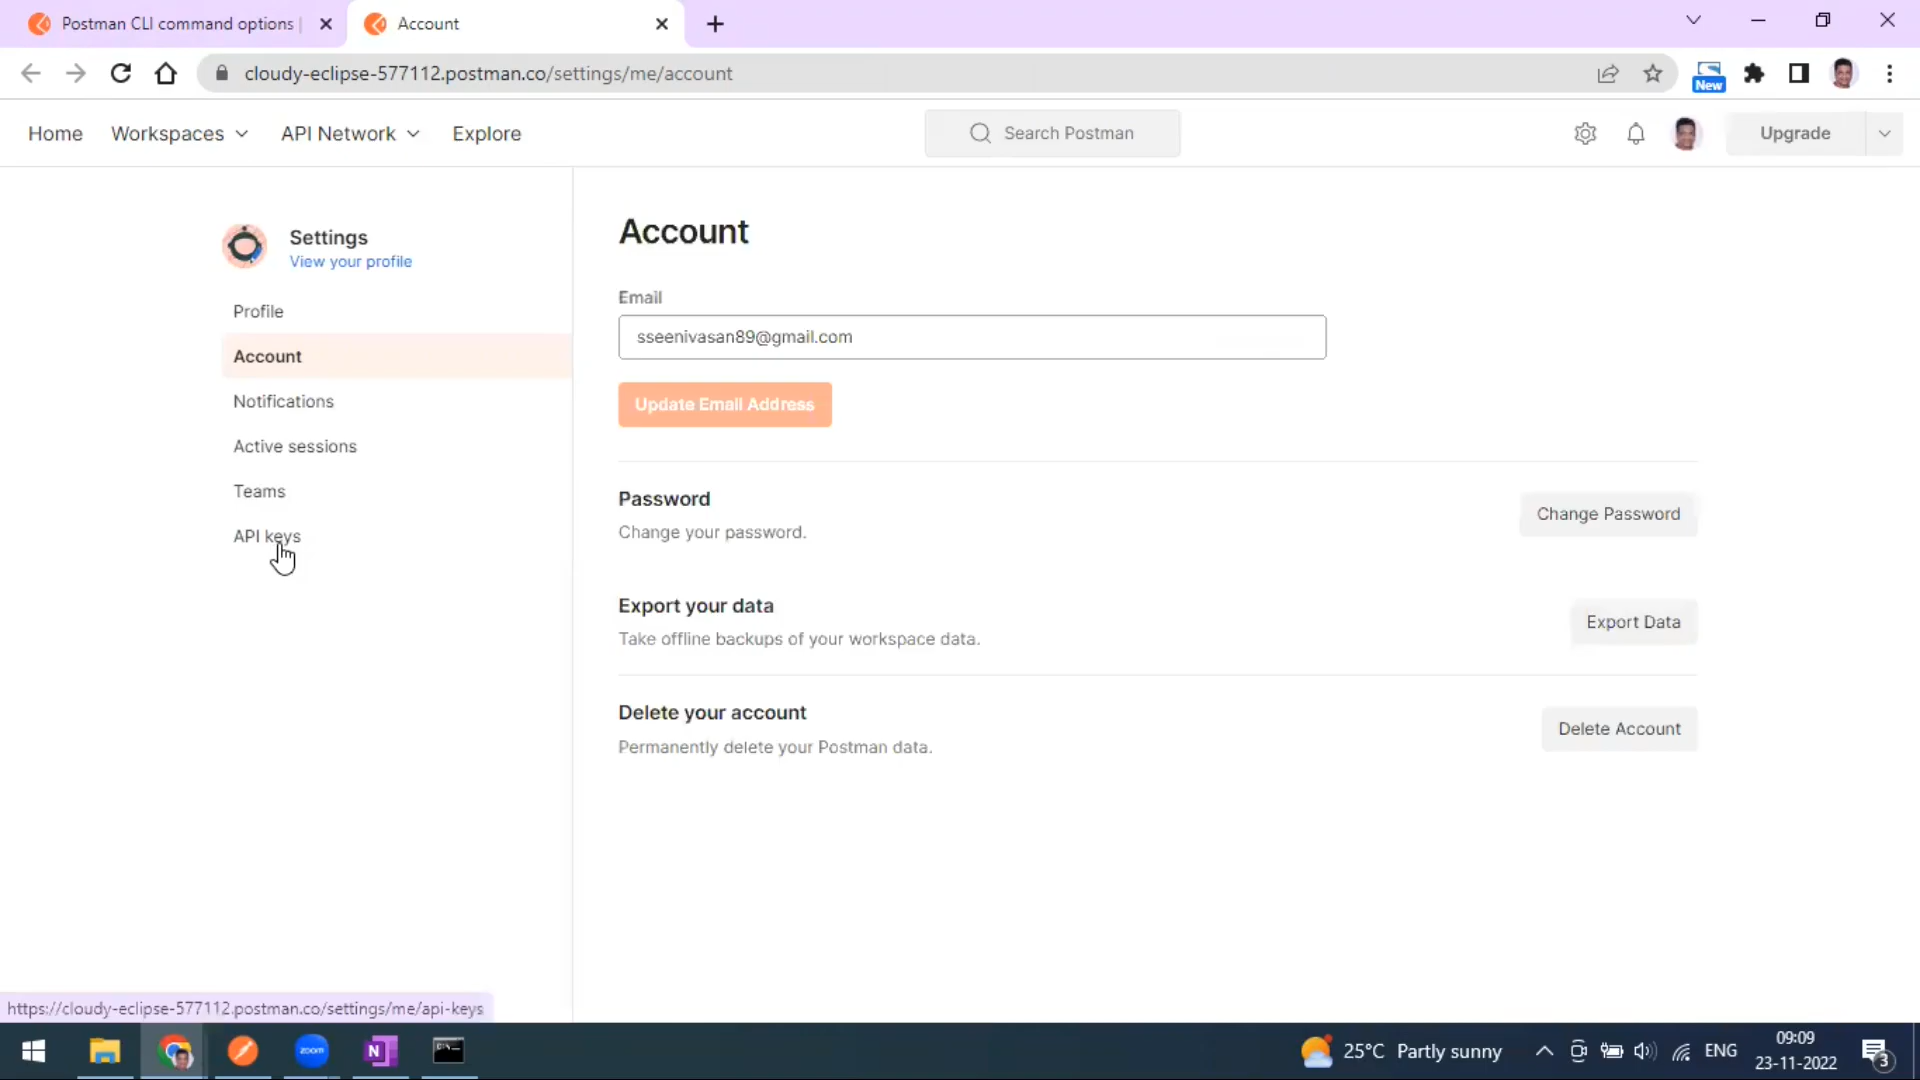 Postman CLI command options |
Account
cloudy-eclipse-577112.postman.co/settings/me/account
New
Home
Workspaces
API Network
Explore
Search Postman
Upgrade
Settings
View your profile
Profile
Account
Notifications
Active sessions
Teams
API keys
Account
Email
sseenivasan89@gmail.com
Update Email Address
Password
Change your password.
Change Password
Export your data
Take offline backups of your workspace data.
Export Data
Delete your account
Permanently delete your Postman data.
Delete Account
https://cloudy-eclipse-577112.postman.co/settings/me/api-keys
zoom
N
25°C Partly sunny
ENG
09:09
23-11-2022
3